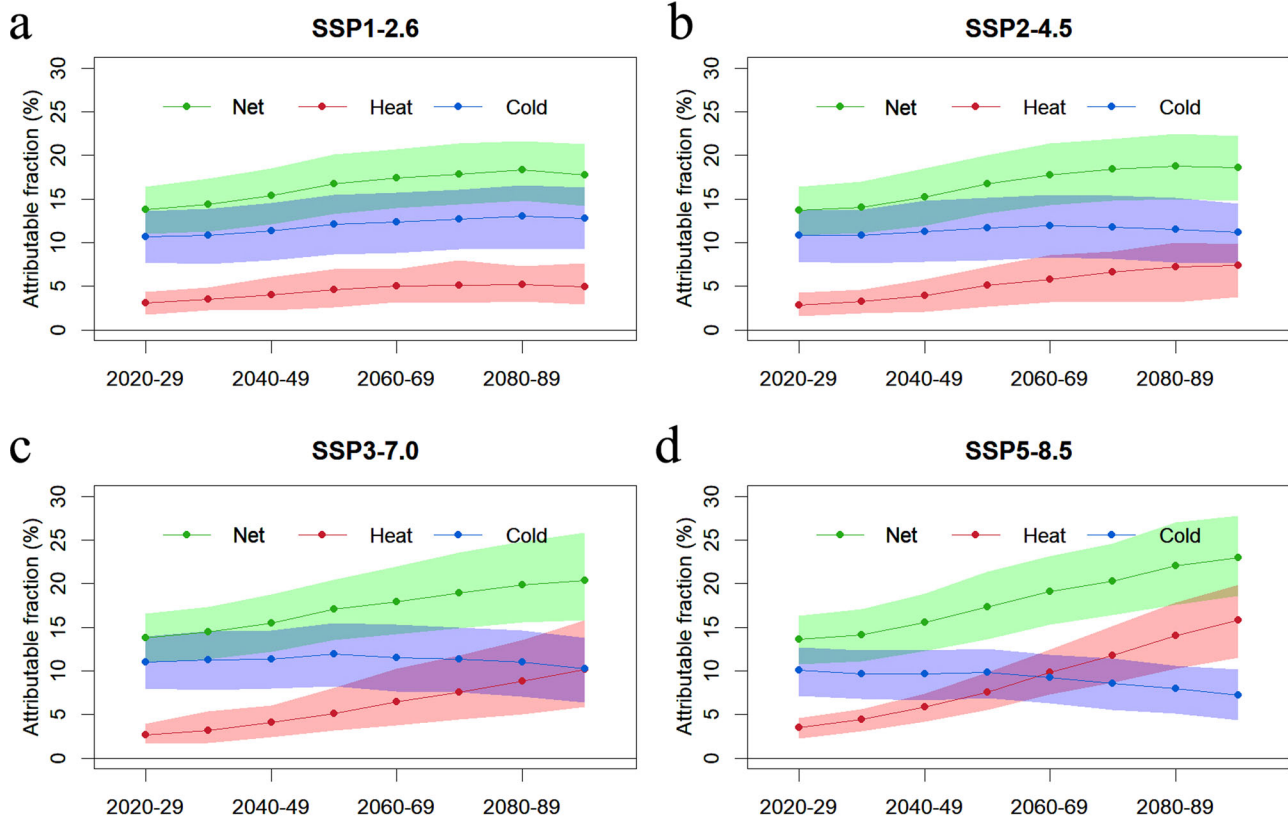 a
SSP1-2.6
Attributable fraction (%)
30
25
20
15
10
5
0
Net Heat Cold
2020-29 2040-49 2060-69 2080-89
b
SSP2-4.5
Attributable fraction (%)
30
25
20
15
10
5
0
Net Heat Cold
2020-29 2040-49 2060-69 2080-89
c
SSP3-7.0
Attributable fraction (%)
30
25
20
15
10
5
0
Net Heat Cold
2020-29 2040-49 2060-69 2080-89
d
SSP5-8.5
Attributable fraction (%)
30
25
20
15
10
5
0
Net Heat Cold
2020-29 2040-49 2060-69 2080-89